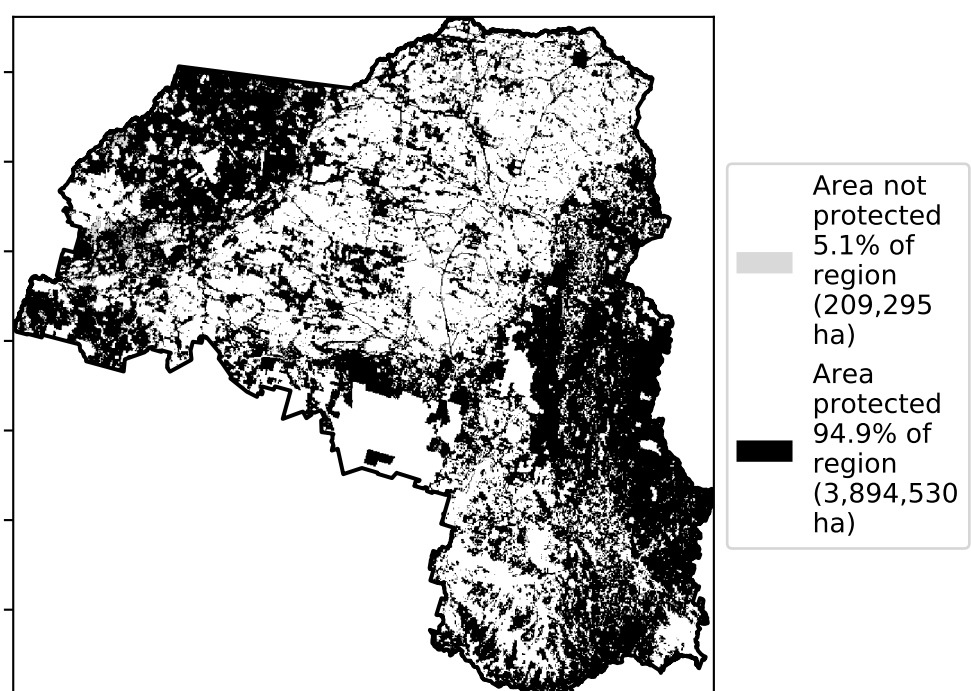 Area not
protected
5.1% of
region
(209,295
ha)
Area
protected
94.9% of
region
(3,894,530
ha)